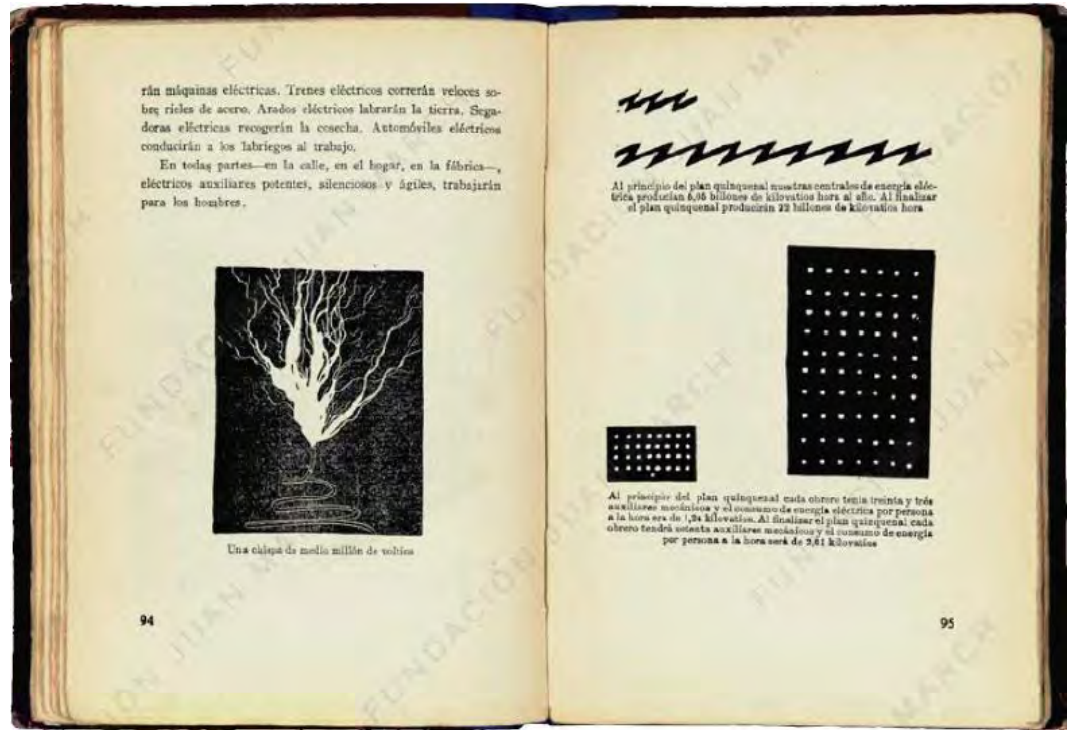 rán máquinas eléctricas. Trenes eléctricos correrán veloces so-
bre rieles de acero. Arados eléctricos labrarán la tierra. Sega-
doras eléctricas recogerán la cosecha. Automóviles eléctricos
conducirán a los labriegos al trabajo.
En todas partes—en la calle, en el hogar, en la fábrica—,
eléctricos auxiliares potentes, silenciosos y ágiles, trabajarán
para los hombres.
Una chispa de medio millón de voltios
94
Al principio del plan quinquenal nuestras centrales de energía eléc-
trica producían 5,05 billones de kilovatios hora al año. Al finalizar
el plan quinquenal producirán 22 billones de kilovatios hora
Al principio del plan quinquenal cada obrero tenía treinta y trés
auxiliares mecánicos y el consumo de energía eléctrica por persona
a la hora era de 1,24 kilovatios. Al finalizar el plan quinquenal cada
obrero tendrá setenta auxiliares mecánicos y el consumo de energía
por persona a la hora será de 2,61 kilovatios
95
FUNDACIÓN JUAN MARCH